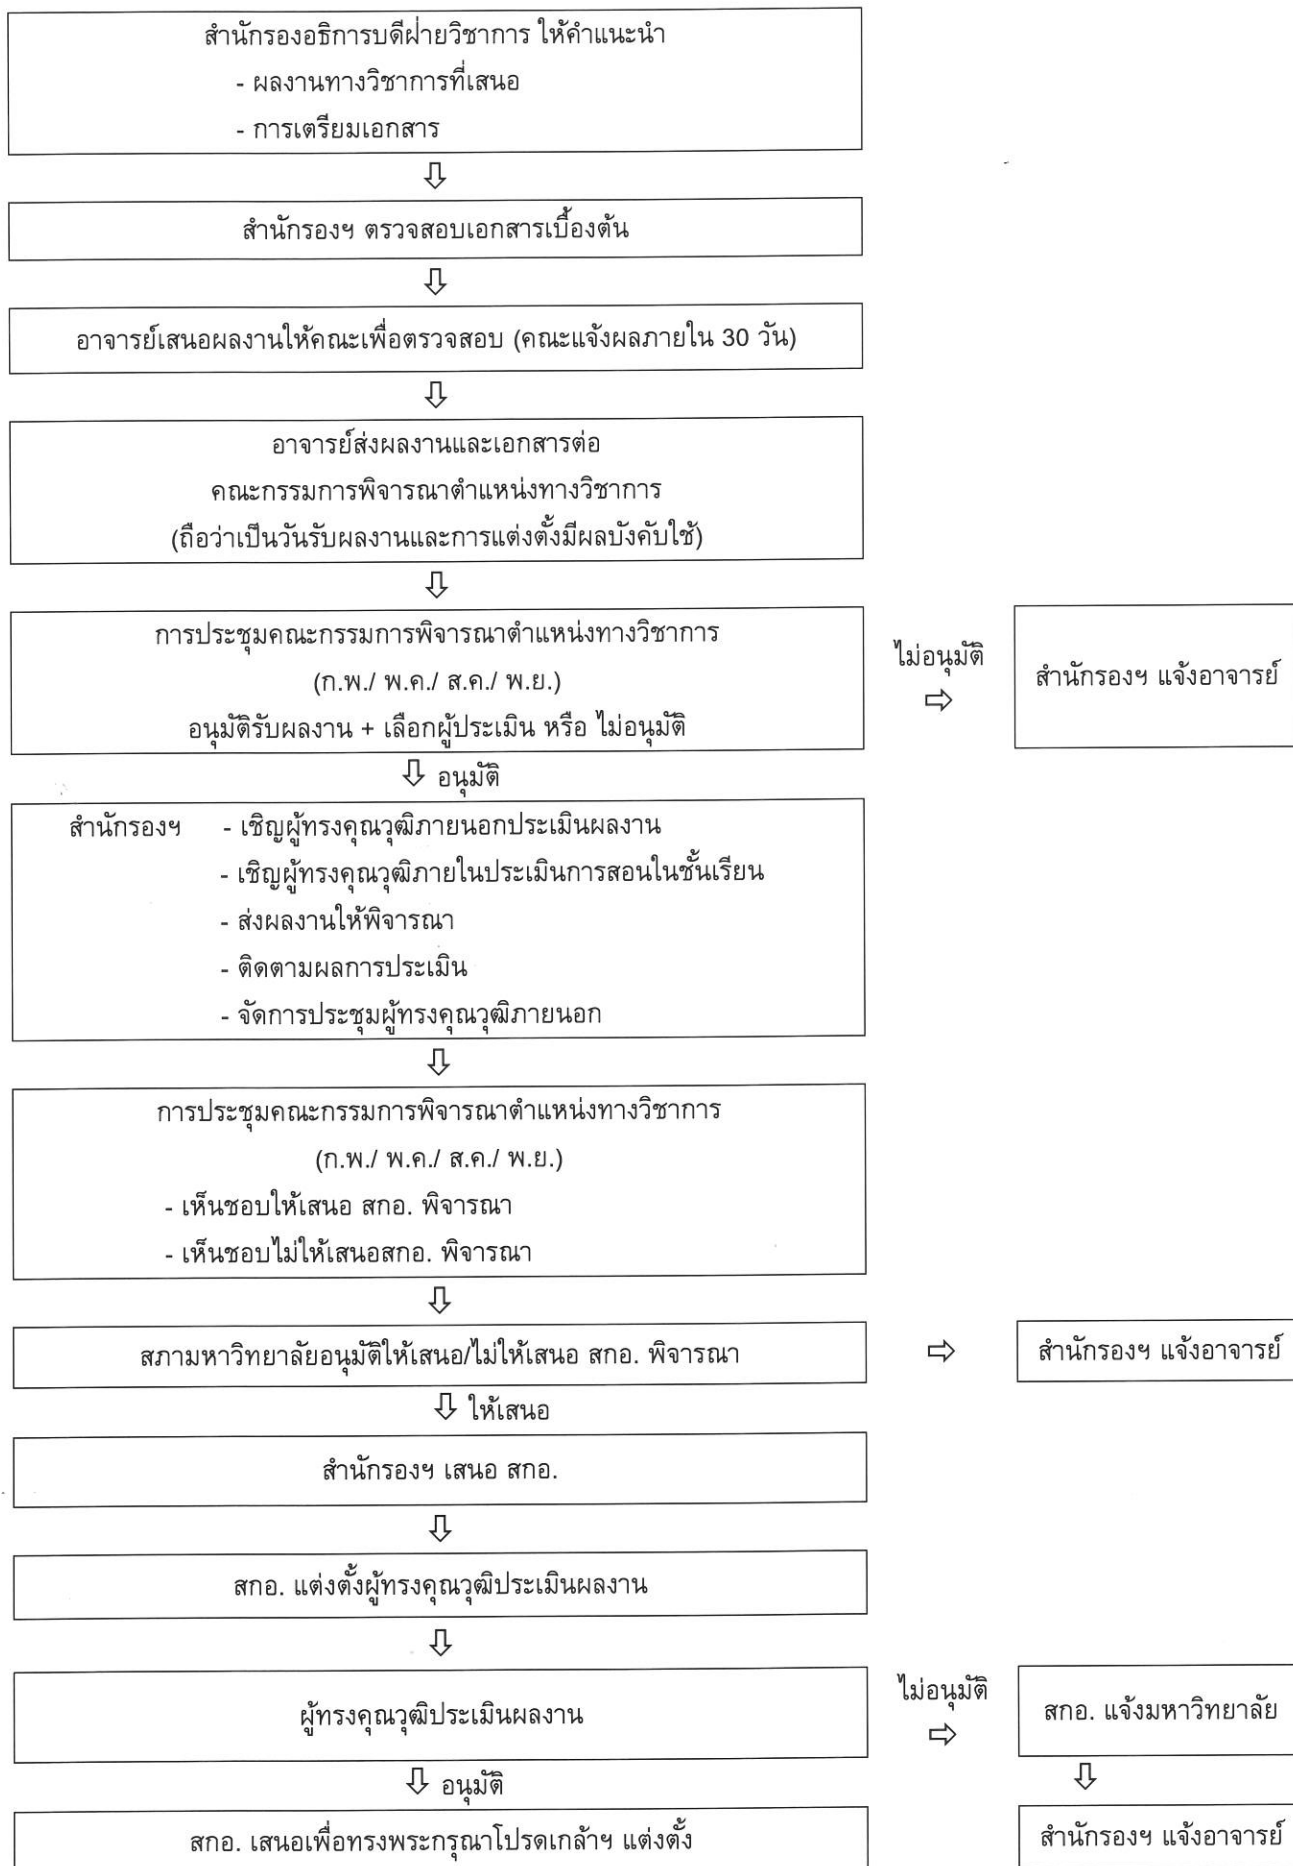 สำนักรองอธิการบดีฝ่ายวิชาการ ให้คำแนะนำ
- ผลงานทางวิชาการที่เสนอ
- การเตรียมเอกสาร
สำนักรองฯ ตรวจสอบเอกสารเบื้องต้น
อาจารย์เสนอผลงานให้คณะเพื่อตรวจสอบ (คณะแจ้งผลภายใน 30 วัน)
อาจารย์ส่งผลงานและเอกสารต่อ
คณะกรรมการพิจารณาตำแหน่งทางวิชาการ
(ถือว่าเป็นวันรับผลงานและการแต่งตั้งมีผลบังคับใช้)
การประชุมคณะกรรมการพิจารณาตำแหน่งทางวิชาการ
(ก.พ./ พ.ค./ ส.ค./ พ.ย.)
อนุมัติรับผลงาน + เลือกผู้ประเมิน หรือ ไม่อนุมัติ
ไม่อนุมัติ
สำนักรองฯ แจ้งอาจารย์
อนุมัติ
สำนักรองฯ - เชิญผู้ทรงคุณวุฒิภายนอกประเมินผลงาน
- เชิญผู้ทรงคุณวุฒิภายในประเมินการสอนในชั้นเรียน
- ส่งผลงานให้พิจารณา
- ติดตามผลการประเมิน
- จัดการประชุมผู้ทรงคุณวุฒิภายนอก
การประชุมคณะกรรมการพิจารณาตำแหน่งทางวิชาการ
(ก.พ./ พ.ค./ ส.ค./ พ.ย.)
- เห็นชอบให้เสนอ สกอ. พิจารณา
- เห็นชอบไม่ให้เสนอสกอ. พิจารณา
สภามหาวิทยาลัยอนุมัติให้เสนอ/ไม่ให้เสนอ สกอ. พิจารณา
สำนักรองฯ แจ้งอาจารย์
ให้เสนอ
สำนักรองฯ เสนอ สกอ.
สกอ. แต่งตั้งผู้ทรงคุณวุฒิประเมินผลงาน
ผู้ทรงคุณวุฒิประเมินผลงาน
ไม่อนุมัติ
สกอ. แจ้งมหาวิทยาลัย
อนุมัติ
สกอ. เสนอเพื่อทรงพระกรุณาโปรดเกล้าฯ แต่งตั้ง
สำนักรองฯ แจ้งอาจารย์